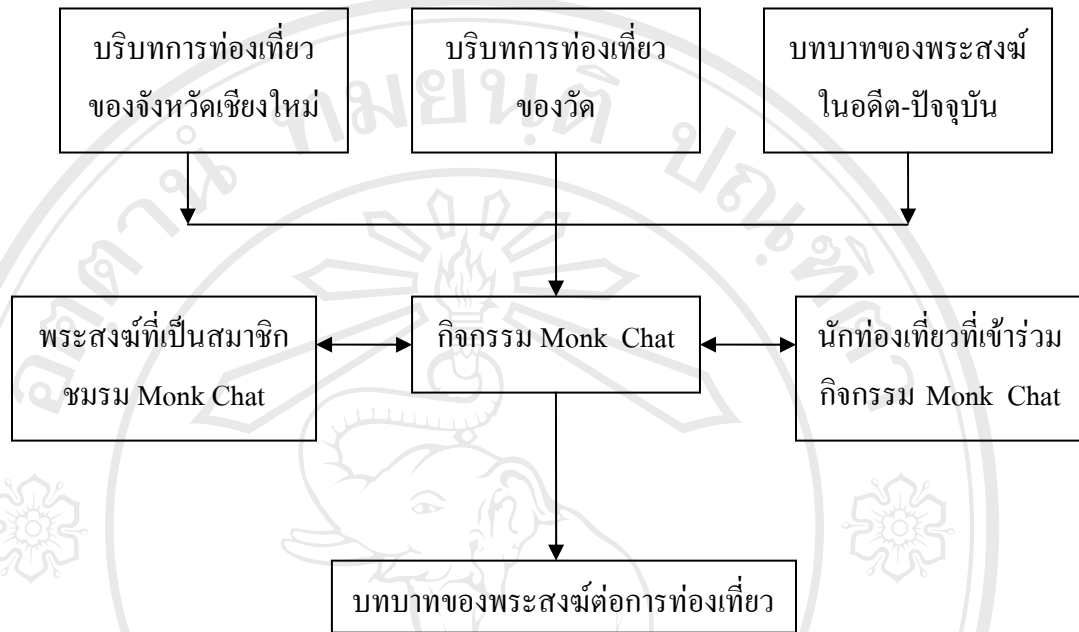 บริบทการท่องเที่ยว
ของจังหวัดเชียงใหม่
บริบทการท่องเที่ยว
ของวัด
บทบาทของพระสงฆ์
ในอดีต-ปัจจุบัน
พระสงฆ์ที่เป็นสมาชิก
ชมรม Monk Chat
กิจกรรม Monk Chat
นักท่องเที่ยวที่เข้าร่วม
กิจกรรม Monk Chat
บทบาทของพระสงฆ์ต่อการท่องเที่ยว